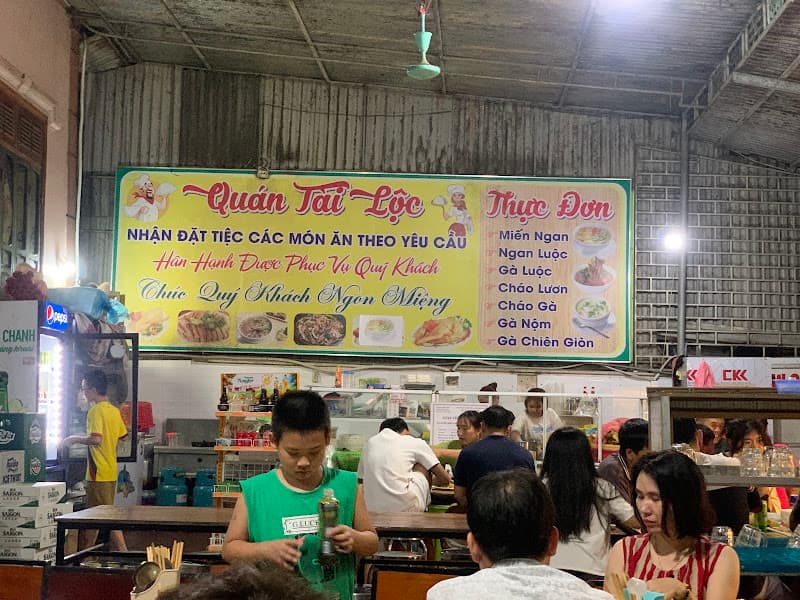 Quán Tài Lộc
NHẬN ĐẶT TIỆC CÁC MÓN ĂN THEO YÊU CẦU
Hân Hạnh Được Phục Vụ Quý Khách
Chúc Quý Khách Ngon Miệng
Thực Đơn
Miến Ngan
Ngan Luộc
Gà Luộc
Cháo Lươn
Cháo Gà
Gà Nộm
Gà Chiên Giòn
CHANH
pepsi
SAIGON
SAIGON
CKK